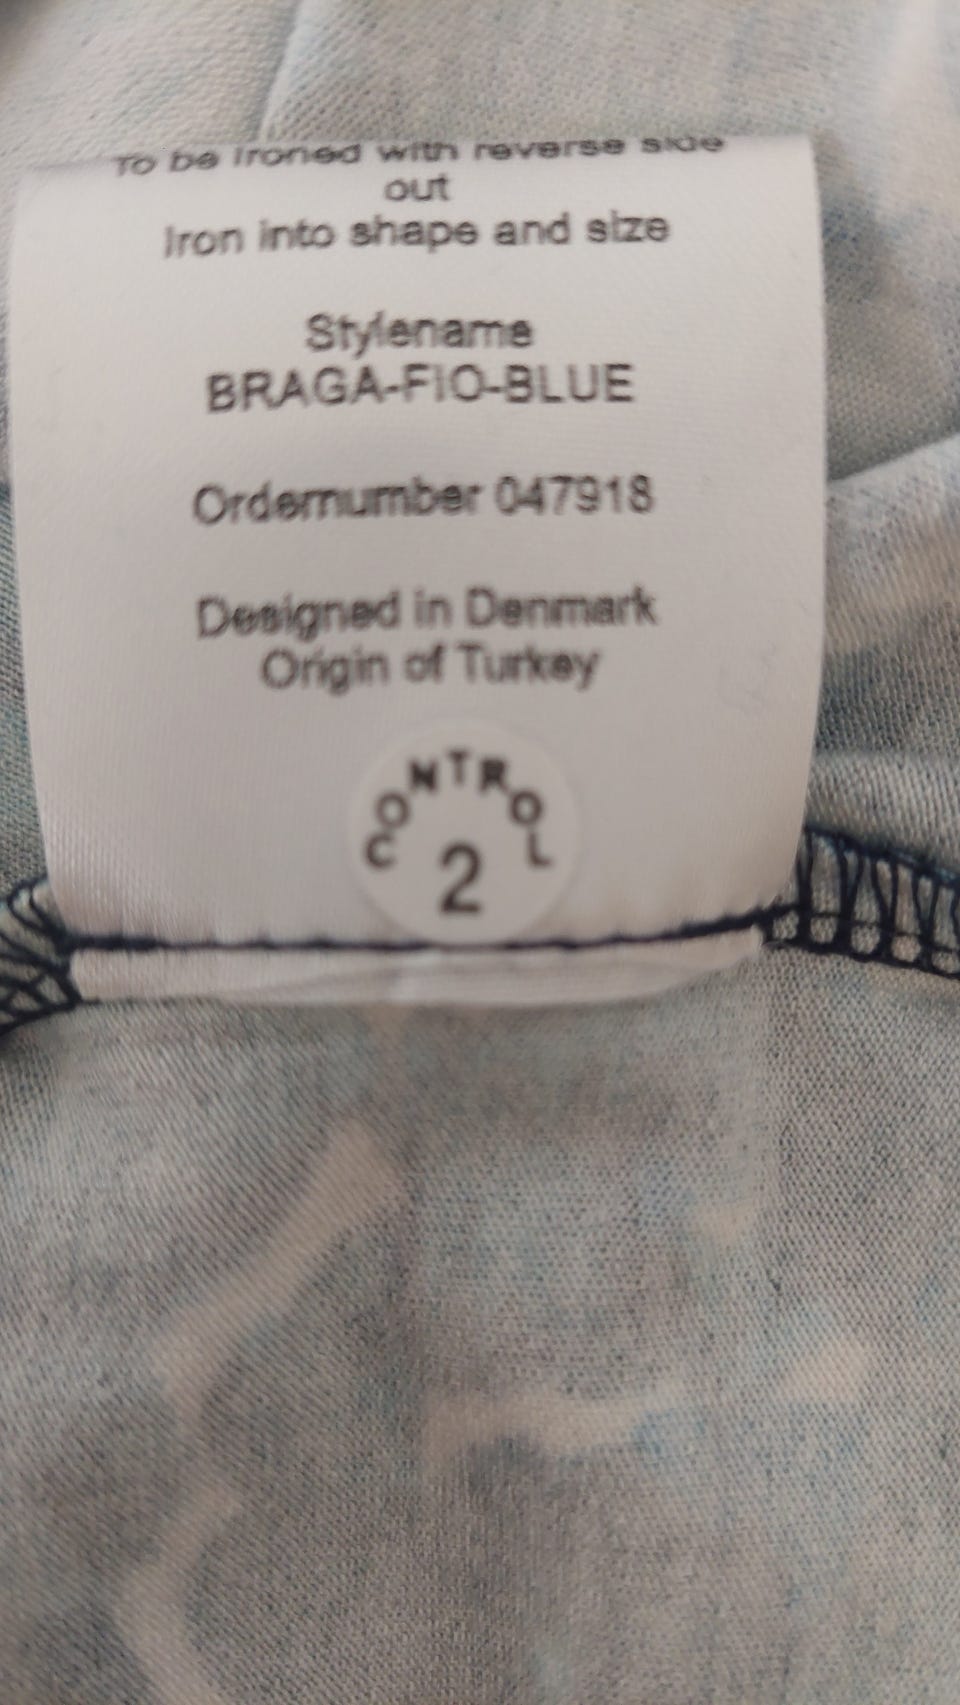 To be ironed with reverse side
out
Iron into shape and size
Stylename
BRAGA-FIO-BLUE
Ordernumber 047918
Designed in Denmark
Origin of Turkey
CONTROL
2